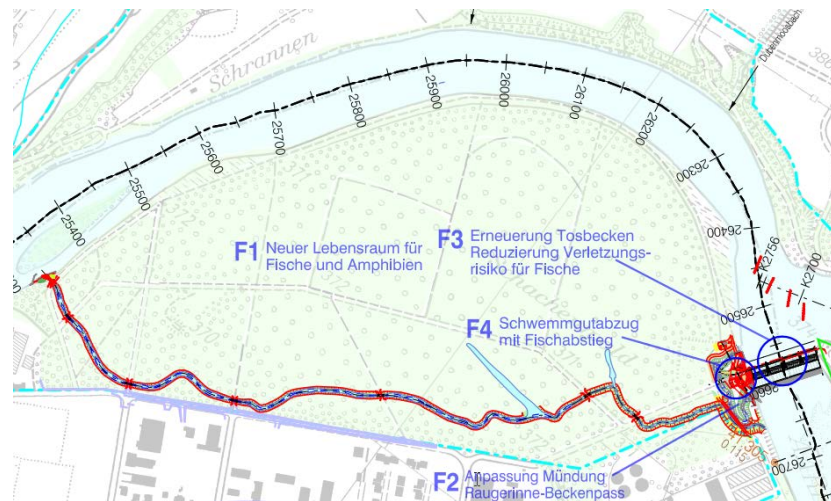 Schrannen
Dubenmoosbach
25400
25500
25600
25700
25800
25900
26000
26100
26200
26300
26400
26500
26700
K2756
K2700
F1 Neuer Lebensraum für
Fische und Amphibien
F3 Erneuerung Tosbecken
Reduzierung Verletzungs-
risiko für Fische
F4 Schwemmgutabzug
mit Fischabstieg
F2 Anpassung Mündung
Raugerinne-Beckenpass